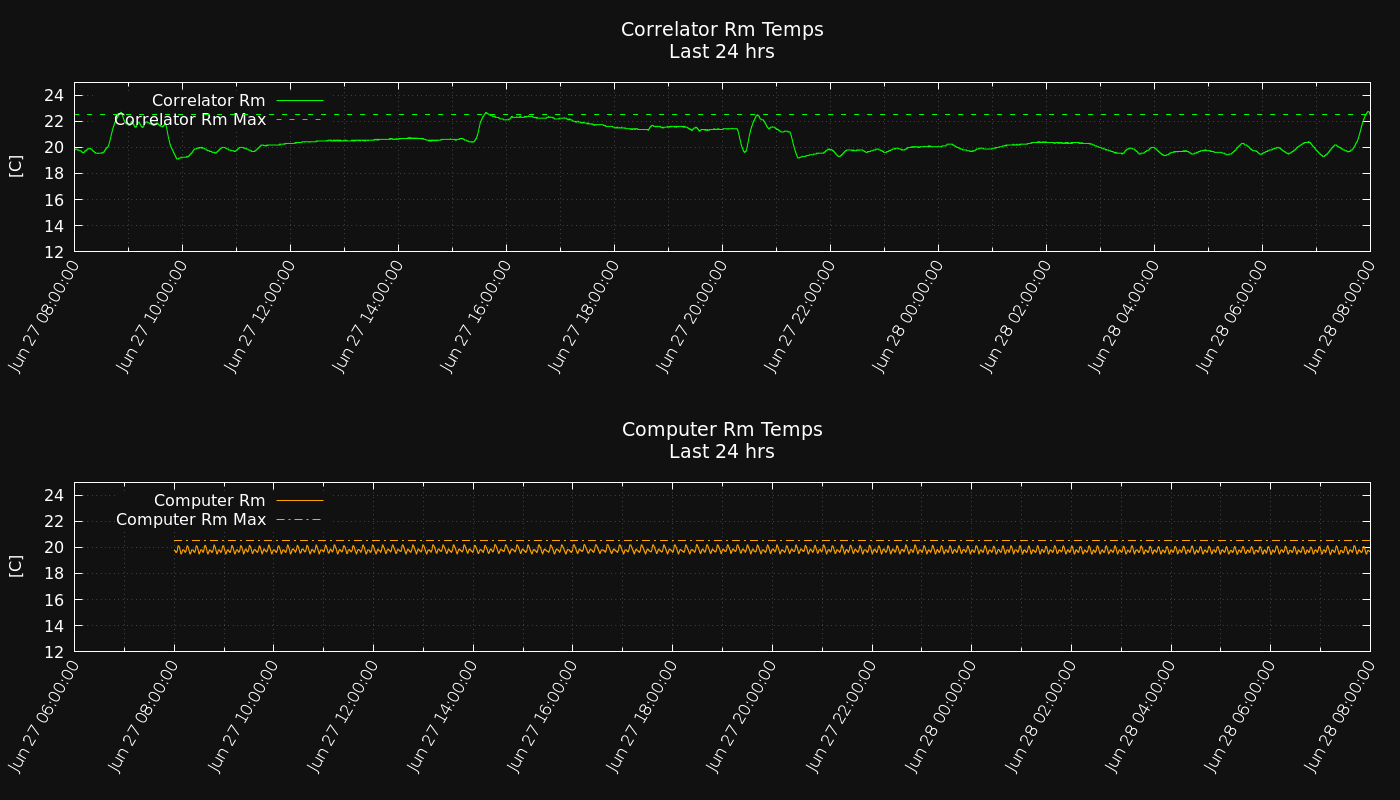 Correlator Rm Temps
Last 24 hrs
Correlator Rm
Correlator Rm Max
[C]
24
22
20
18
16
14
12
Jun 27 08:00:00
Jun 27 10:00:00
Jun 27 12:00:00
Jun 27 14:00:00
Jun 27 16:00:00
Jun 27 18:00:00
Jun 27 20:00:00
Jun 27 22:00:00
Jun 28 00:00:00
Jun 28 02:00:00
Jun 28 04:00:00
Jun 28 06:00:00
Jun 28 08:00:00
Computer Rm Temps
Last 24 hrs
Computer Rm
Computer Rm Max
[C]
24
22
20
18
16
14
12
Jun 27 06:00:00
Jun 27 08:00:00
Jun 27 10:00:00
Jun 27 12:00:00
Jun 27 14:00:00
Jun 27 16:00:00
Jun 27 18:00:00
Jun 27 20:00:00
Jun 27 22:00:00
Jun 28 00:00:00
Jun 28 02:00:00
Jun 28 04:00:00
Jun 28 06:00:00
Jun 28 08:00:00